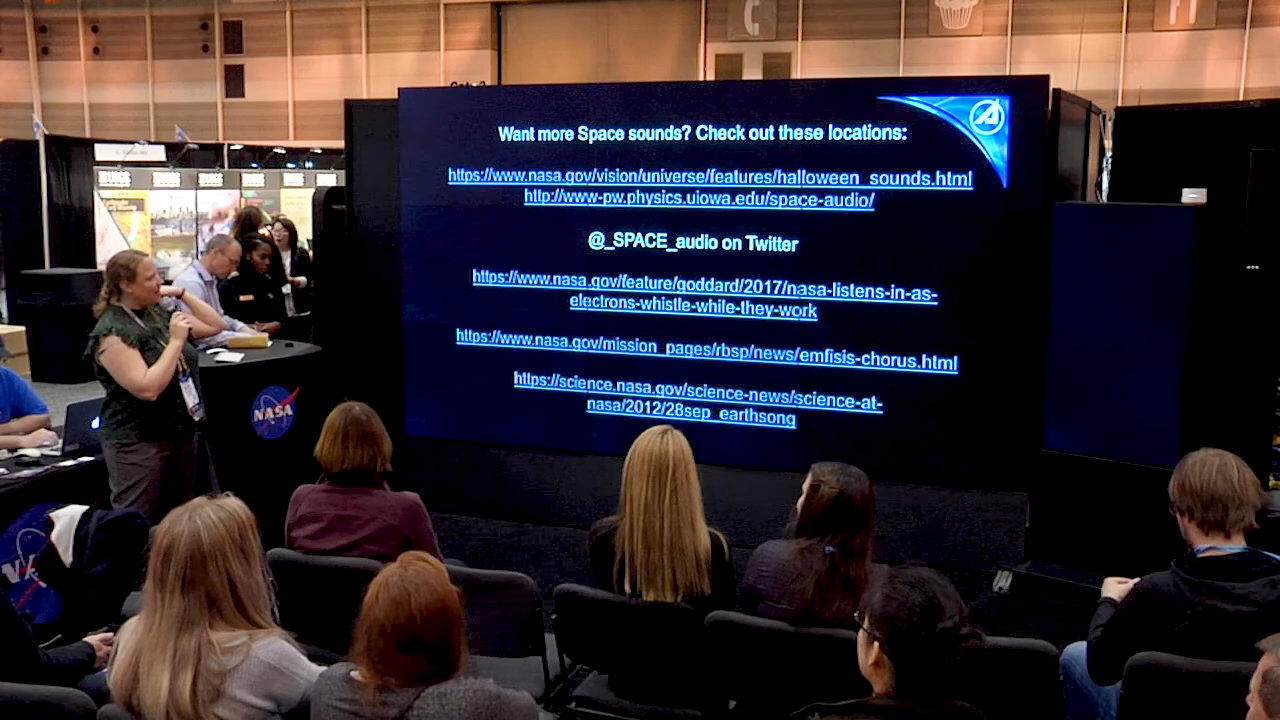 Want more Space sounds? Check out these locations:
https://www.nasa.gov/vision/universe/features/halloween_sounds.html
http://www-pw.physics.uiowa.edu/space-audio/
@_SPACE_audio on Twitter
https://www.nasa.gov/feature/goddard/2017/nasa-listens-in-as-
electrons-whistle-while-they-work
https://www.nasa.gov/mission_pages/rbsp/news/emfisis-chorus.html
https://science.nasa.gov/science-news/science-at-
nasa/2012/28sep_earthsong
NASA